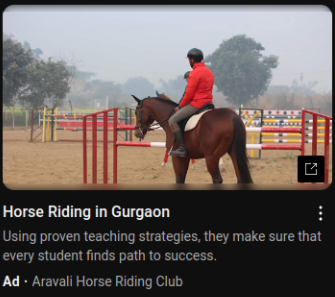 Horse Riding in Gurgaon
Using proven teaching strategies, they make sure that
every student finds path to success.
Ad · Aravali Horse Riding Club